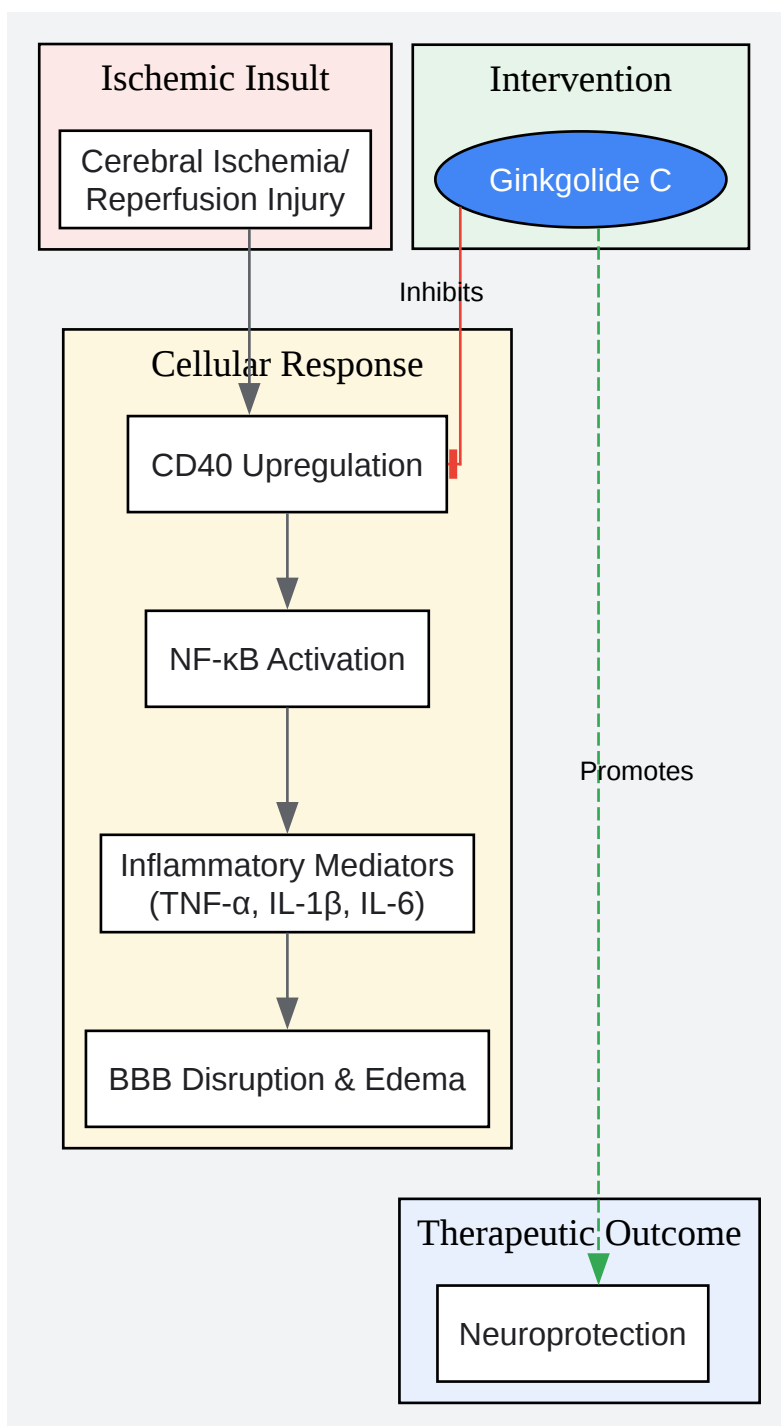 Ischemic Insult
Cerebral Ischemia/
Reperfusion Injury
Intervention
Ginkgolide C
Inhibits
Cellular Response
CD40 Upregulation
NF-κB Activation
Promotes
Inflammatory Mediators
(TNF-α, IL-1β, IL-6)
BBB Disruption & Edema
Therapeutic Outcome
Neuroprotection